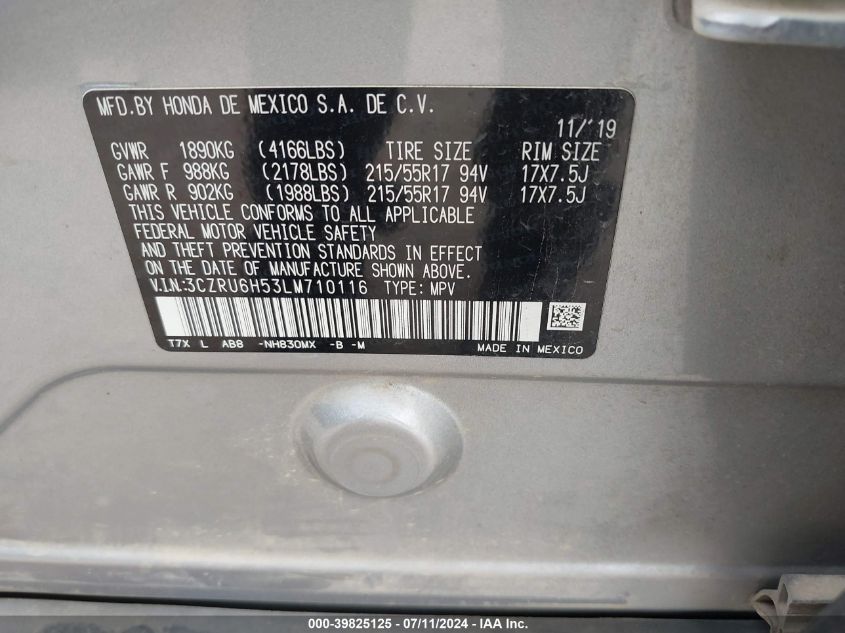 MFD.BY HONDA DE MEXICO S.A. DE C.V.
11/'19
GVWR 1890KG (4166LBS) TIRE SIZE RIM SIZE
GAWR F 988KG (2178LBS) 215/55R17 94V 17X7.5J
GAWR R 902KG (1988LBS) 215/55R17 94V 17X7.5J
THIS VEHICLE CONFORMS TO ALL APPLICABLE
FEDERAL MOTOR VEHICLE SAFETY
AND THEFT PREVENTION STANDARDS IN EFFECT
ON THE DATE OF MANUFACTURE SHOWN ABOVE.
V.I.N:3CZRU6H53LM710116 TYPE: MPV
T7X L AB8 -NH830MX -B -M MADE IN MEXICO
000-39825125 - 07/11/2024 - ©IAA Inc.